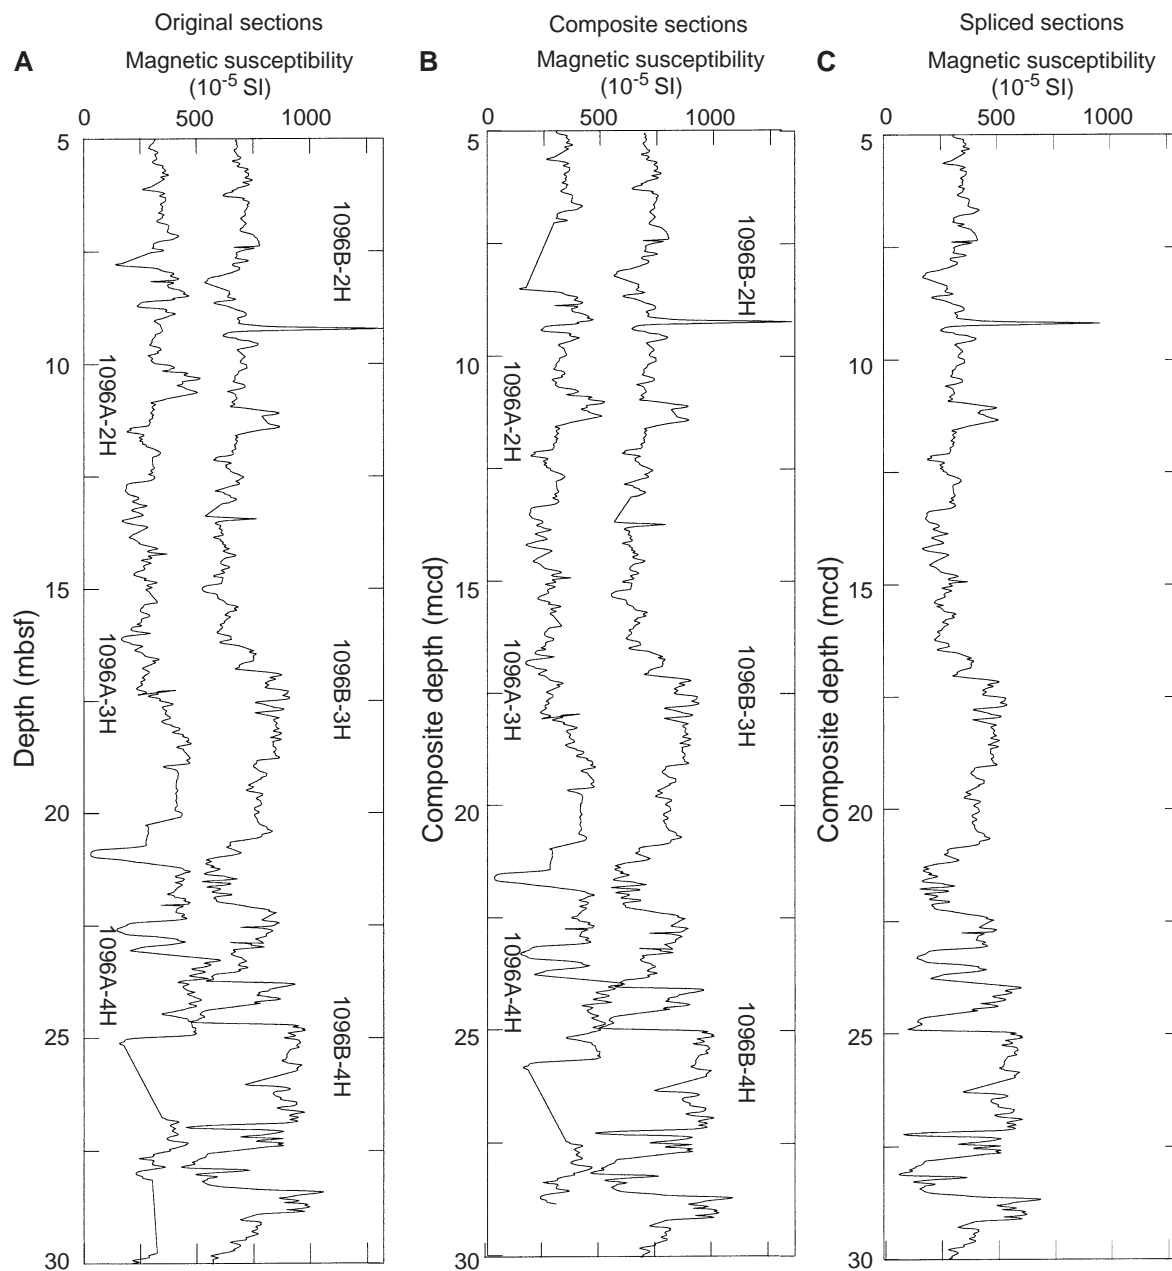 Original sections
A
Magnetic susceptibility
(10-5 SI)
0 500 1000
5
10
15
20
25
30
Depth (mbsf)
1096A-2H
1096A-3H
1096A-4H
1096B-2H
1096B-3H
1096B-4H
Composite sections
B
Magnetic susceptibility
(10-5 SI)
0 500 1000
5
10
15
20
25
30
Composite depth (mcd)
1096A-2H
1096A-3H
1096A-4H
1096B-2H
1096B-3H
1096B-4H
Spliced sections
C
Magnetic susceptibility
(10-5 SI)
0 500 1000
5
10
15
20
25
30
Composite depth (mcd)